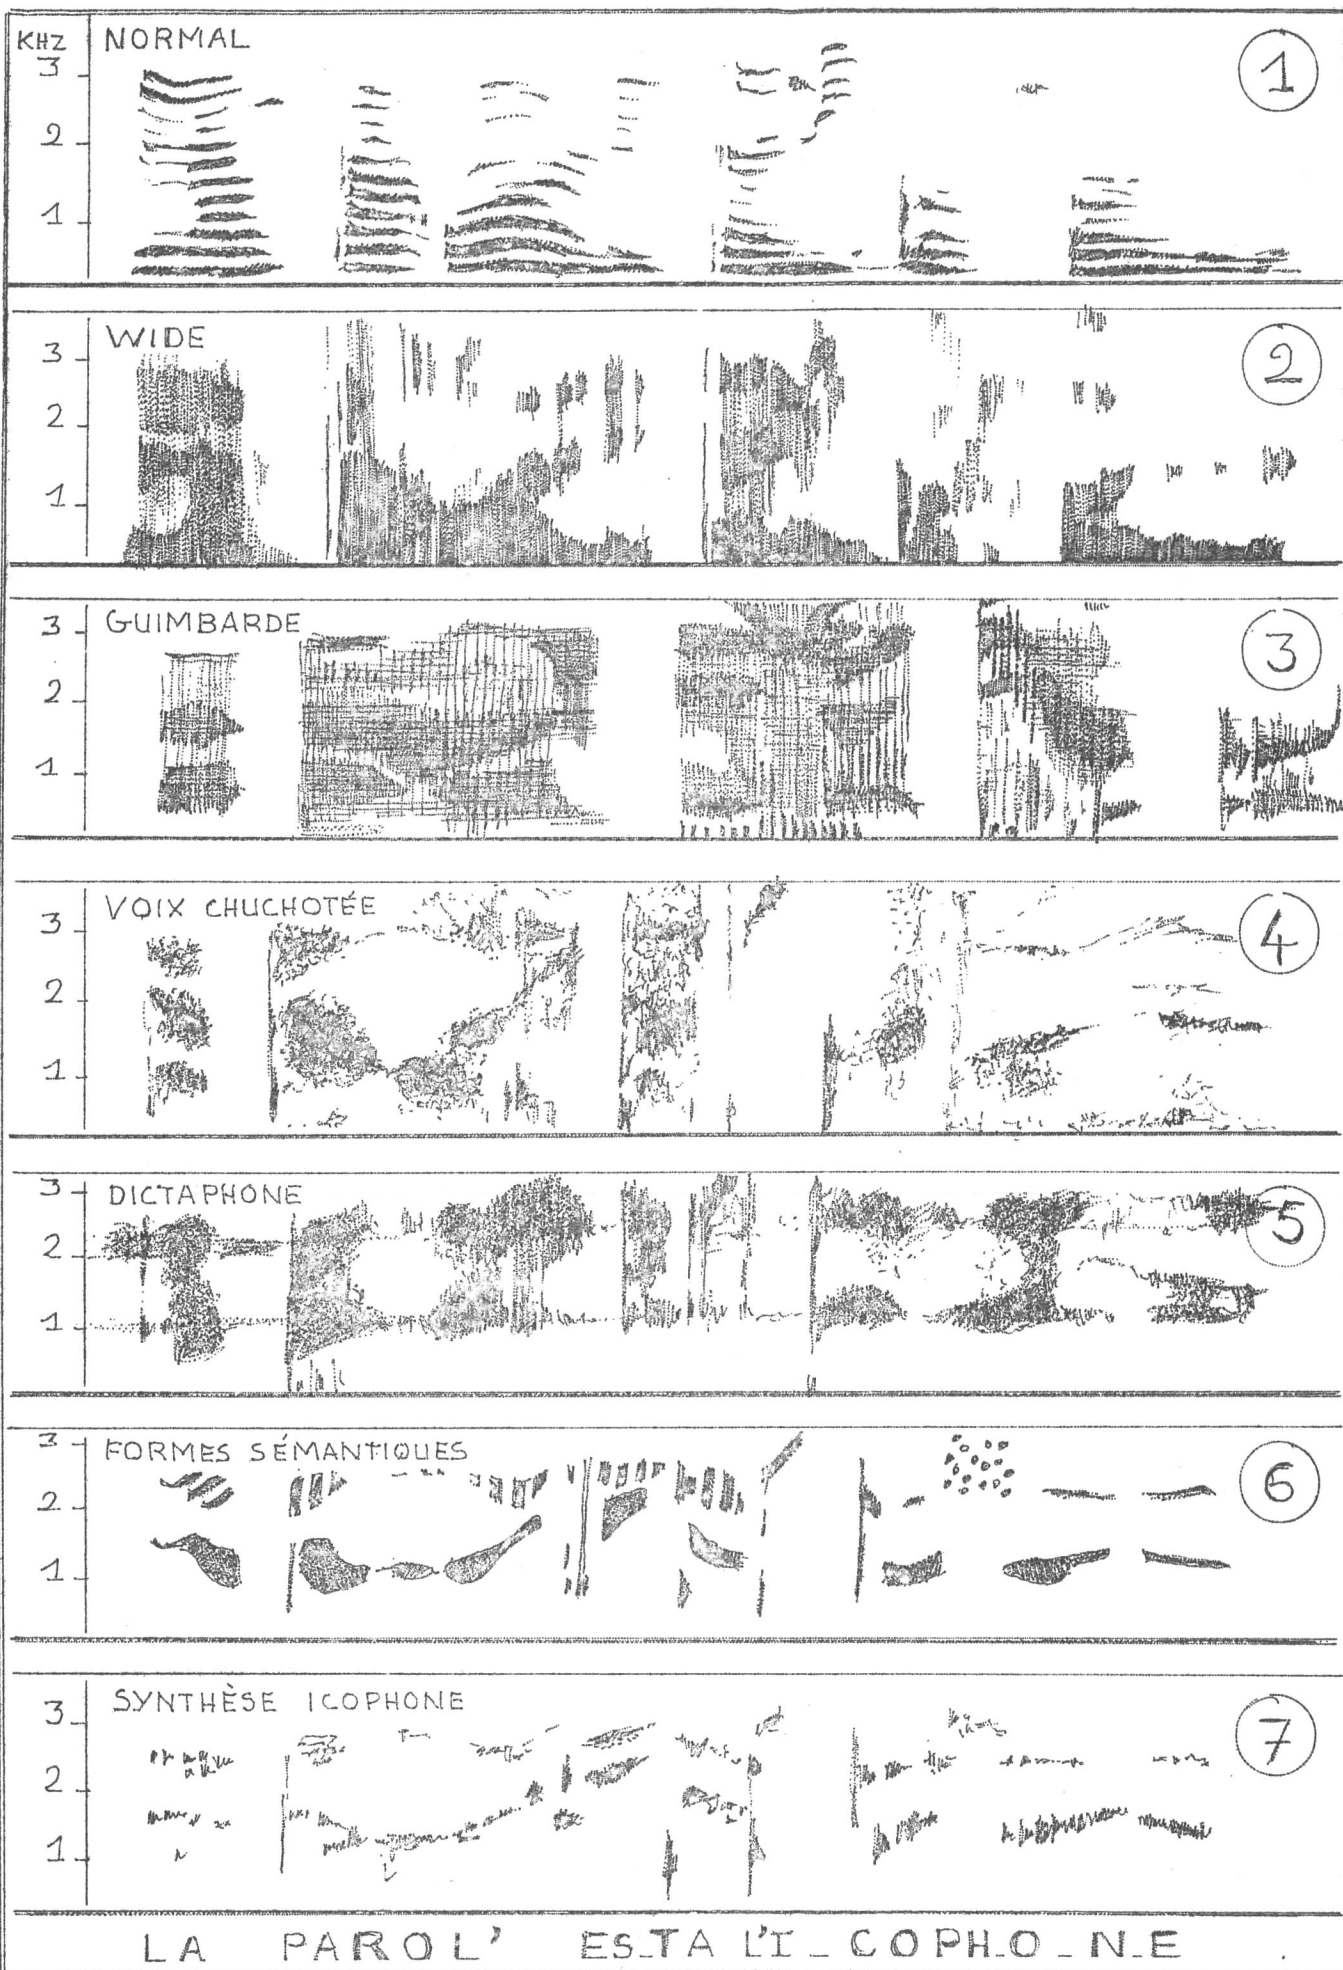 KHZ NORMAL 1
3
2
1
WIDE 2
3
2
1
GUIMBARDE 3
3
2
1
VOIX CHUCHOTÉE 4
3
2
1
DICTAPHONE 5
3
2
1
FORMES SÉMANTIQUES 6
3
2
1
SYNTHÈSE ICOPHONE 7
3
2
1
LA PAROL' ES_TA L'I_COPH_O_N_E